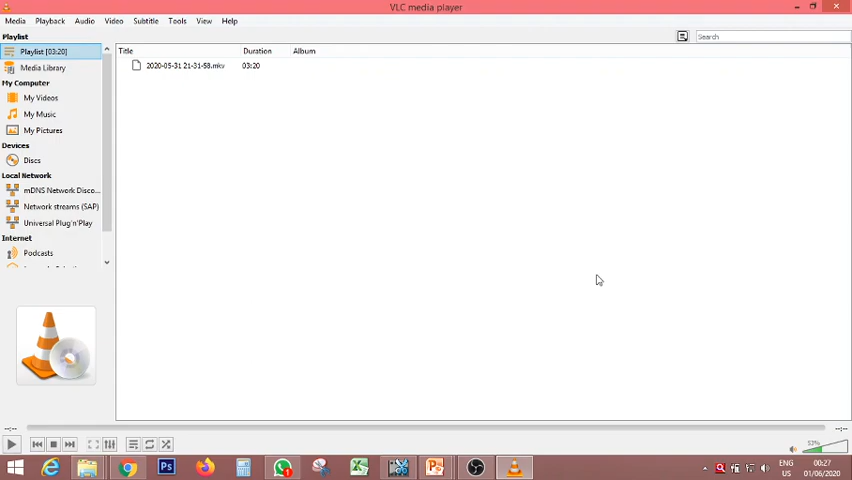 VLC media player
Media Playback Audio Video Subtitle Tools View Help
Playlist
Search
Playlist [03:20]
Media Library
My Computer
My Videos
My Music
My Pictures
Devices
Discs
Local Network
mDNS Network Disco...
Network streams (SAP)
Universal Plug'n'Play
Internet
Podcasts
Title Duration Album
2020-05-31 21-31-58.mkv 03:20
--:-- --:--
53%
Ps
ENG 00:27
US 01/06/2020